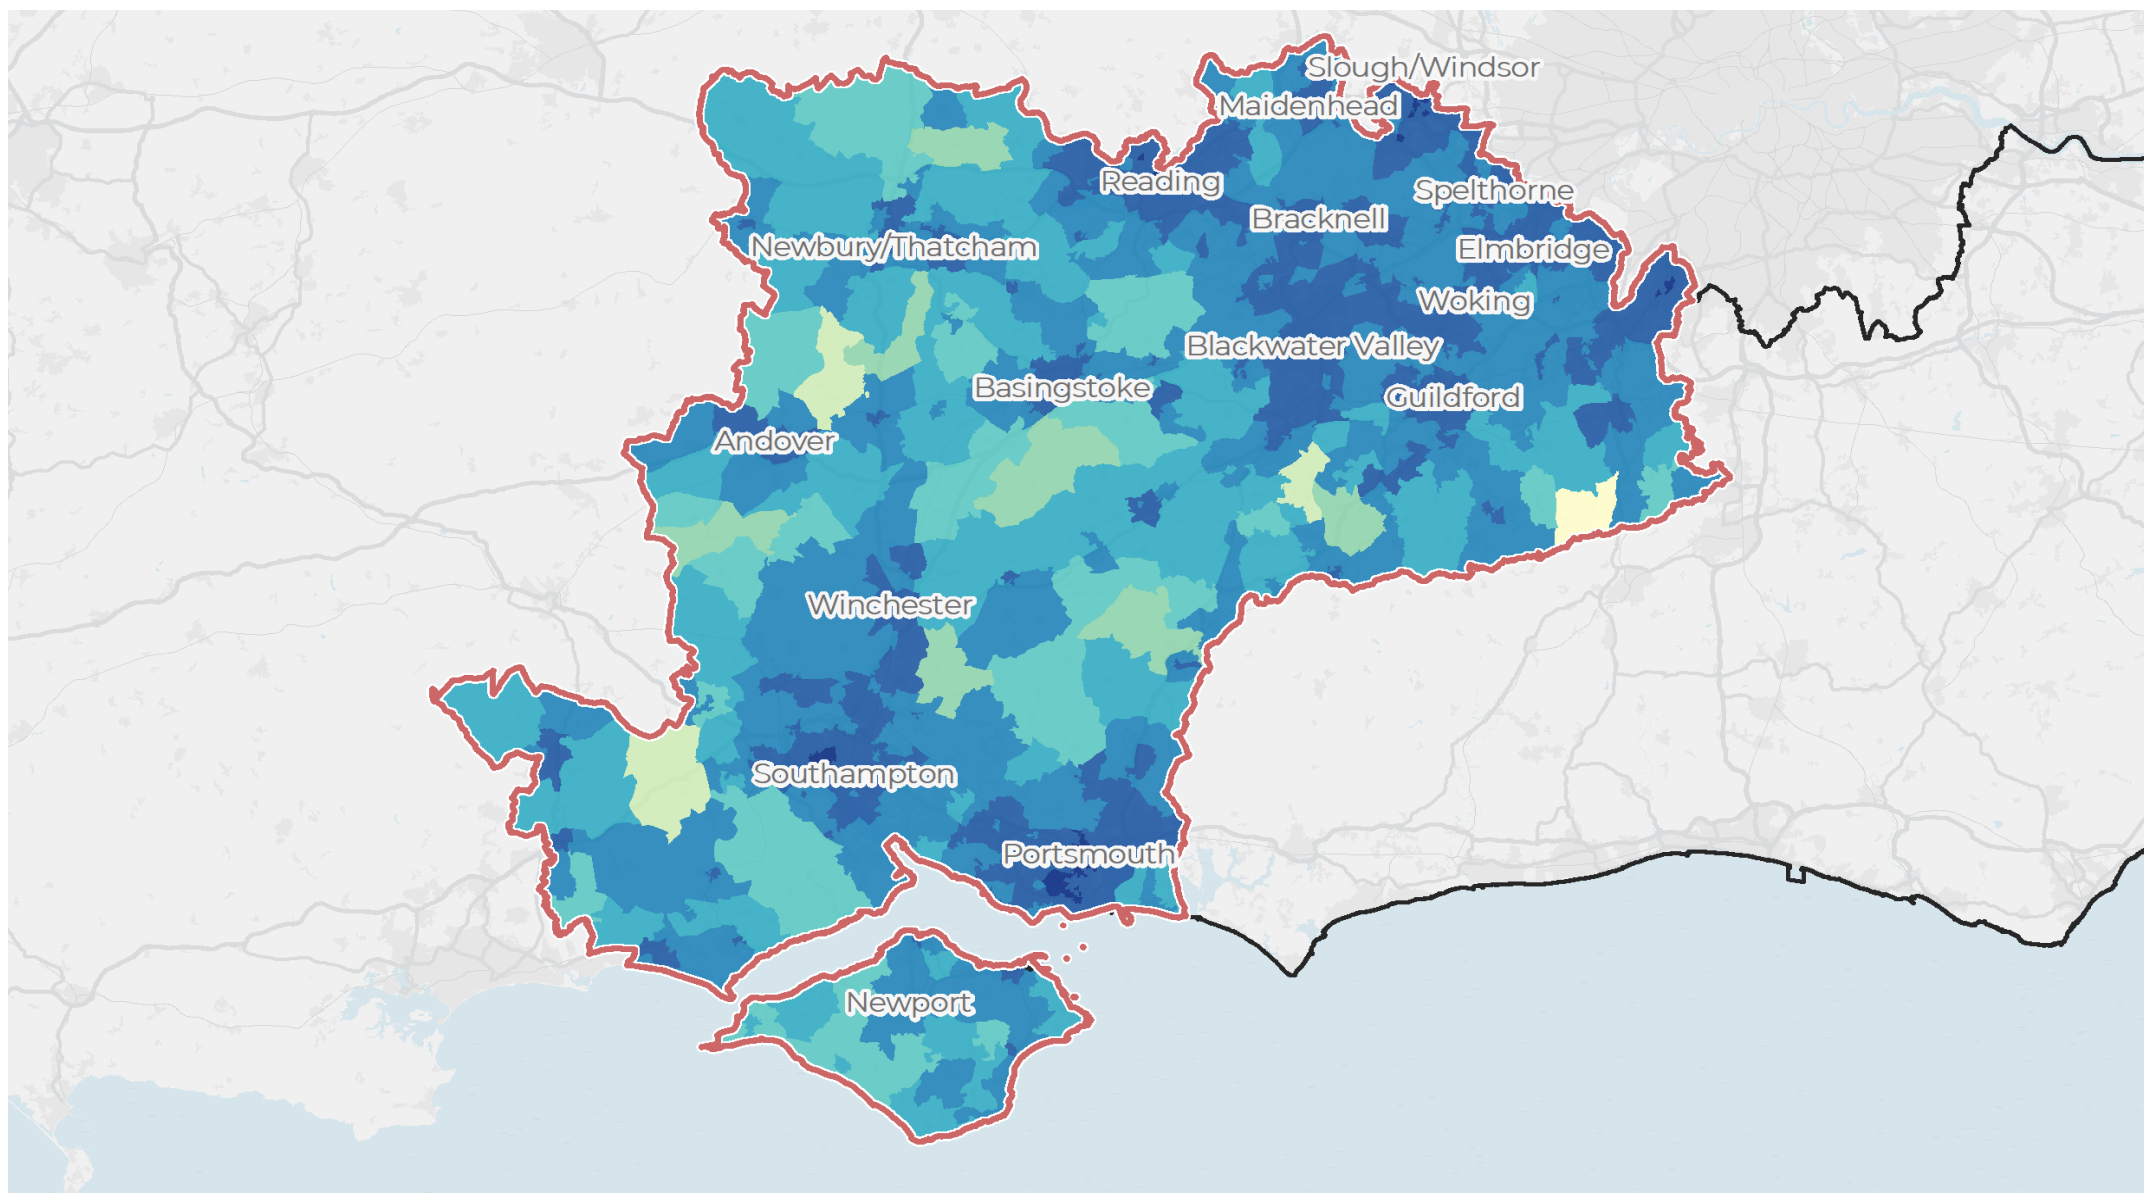 Slough/Windsor
Maidenhead
Reading
Spelthorne
Bracknell
Newbury/Thatcham
Elmbridge
Woking
Blackwater Valley
Basingstoke
Guildford
Andover
Winchester
Southampton
Portsmouth
Newport